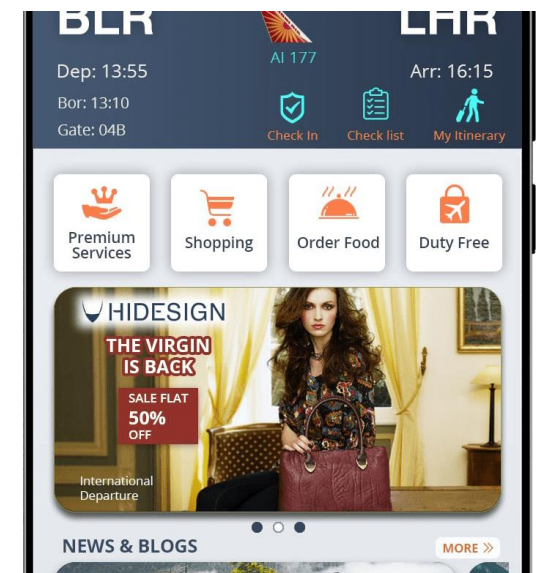 BLR
LHR
AI 177
Dep: 13:55
Arr: 16:15
Bor: 13:10
Gate: 04B
Check In
Check list
My Itinerary
Premium
Services
Shopping
Order Food
Duty Free
HIDESIGN
THE VIRGIN
IS BACK
SALE FLAT
50%
OFF
International
Departure
NEWS & BLOGS
MORE »